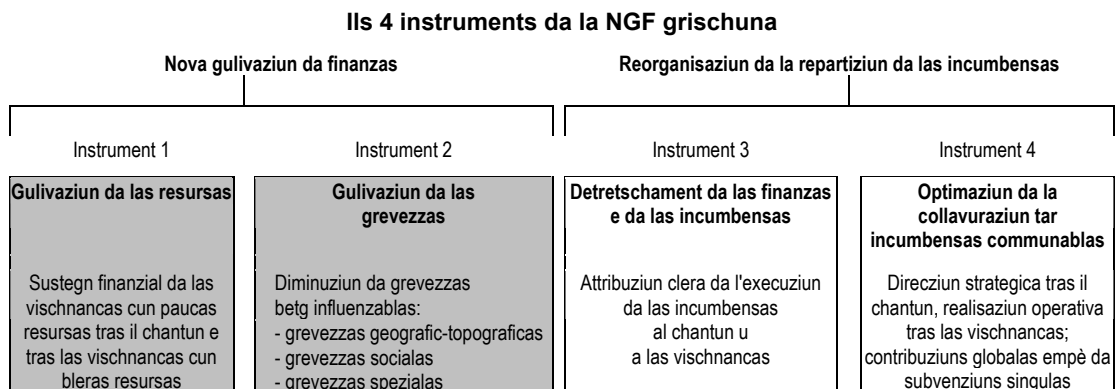 Ils 4 instruments da la NGF grischuna
Nova gulivaziun da finanzas
Reorganisaziun da la repartiziun da las incumbensas
Instrument 1
Instrument 2
Instrument 3
Instrument 4
Gulivaziun da las resursas
Sustegn finanzial da las
vischnancas cun paucas
resursas tras il chantun e
tras las vischnancas cun
bleras resursas
Gulivaziun da las
grevezzas
Diminuziun da grevezzas
betg influenzablas:
- grevezzas geografic-topograficas
- grevezzas socialas
- grevezzas spezialas
Detretschament da las finanzas
e da las incumbensas
Attribuziun clera da l'execuziun
da las incumbensas
al chantun u
a las vischnancas
Optimaziun da la
collavuraziun tar
incumbensas communablas
Direcziun strategica tras il
chantun, realisaziun operativa
tras las vischnancas;
contribuziuns globalas empè da
subvenziuns singulas